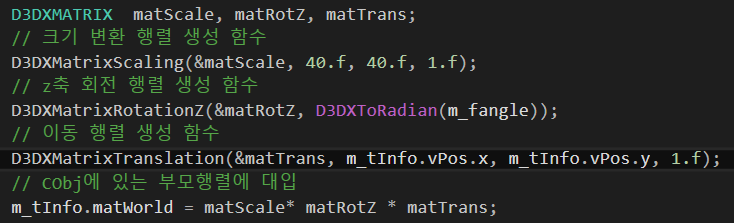 D3DXMATRIX  matScale, matRotZ, matTrans;
// 크기 변환 행렬 생성 함수
D3DXMatrixScaling(&matScale, 40.f, 40.f, 1.f);
// z축 회전 행렬 생성 함수
D3DXMatrixRotationZ(&matRotZ, D3DXToRadian(m_fangle));
// 이동 행렬 생성 함수
D3DXMatrixTranslation(&matTrans, m_tInfo.vPos.x, m_tInfo.vPos.y, 1.f);
// CObj에 있는 부모행렬에 대입
m_tInfo.matWorld = matScale* matRotZ * matTrans;